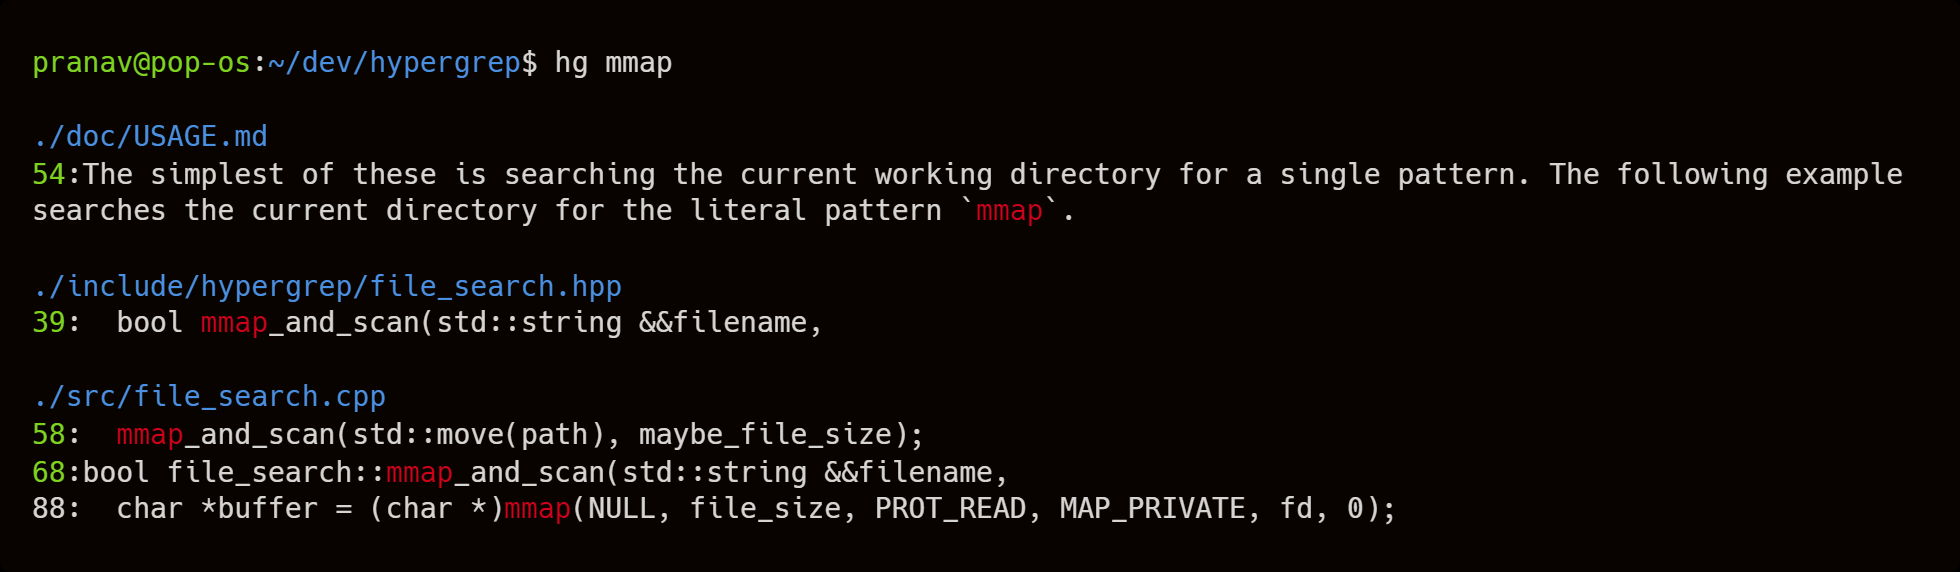 pranav@pop-os:~/dev/hypergrep$ hg mmap
./doc/USAGE.md
54:The simplest of these is searching the current working directory for a single pattern. The following example
searches the current directory for the literal pattern `mmap`.
./include/hypergrep/file_search.hpp
39:  bool mmap_and_scan(std::string &&filename,
./src/file_search.cpp
58:  mmap_and_scan(std::move(path), maybe_file_size);
68:bool file_search::mmap_and_scan(std::string &&filename,
88:  char *buffer = (char *)mmap(NULL, file_size, PROT_READ, MAP_PRIVATE, fd, 0);